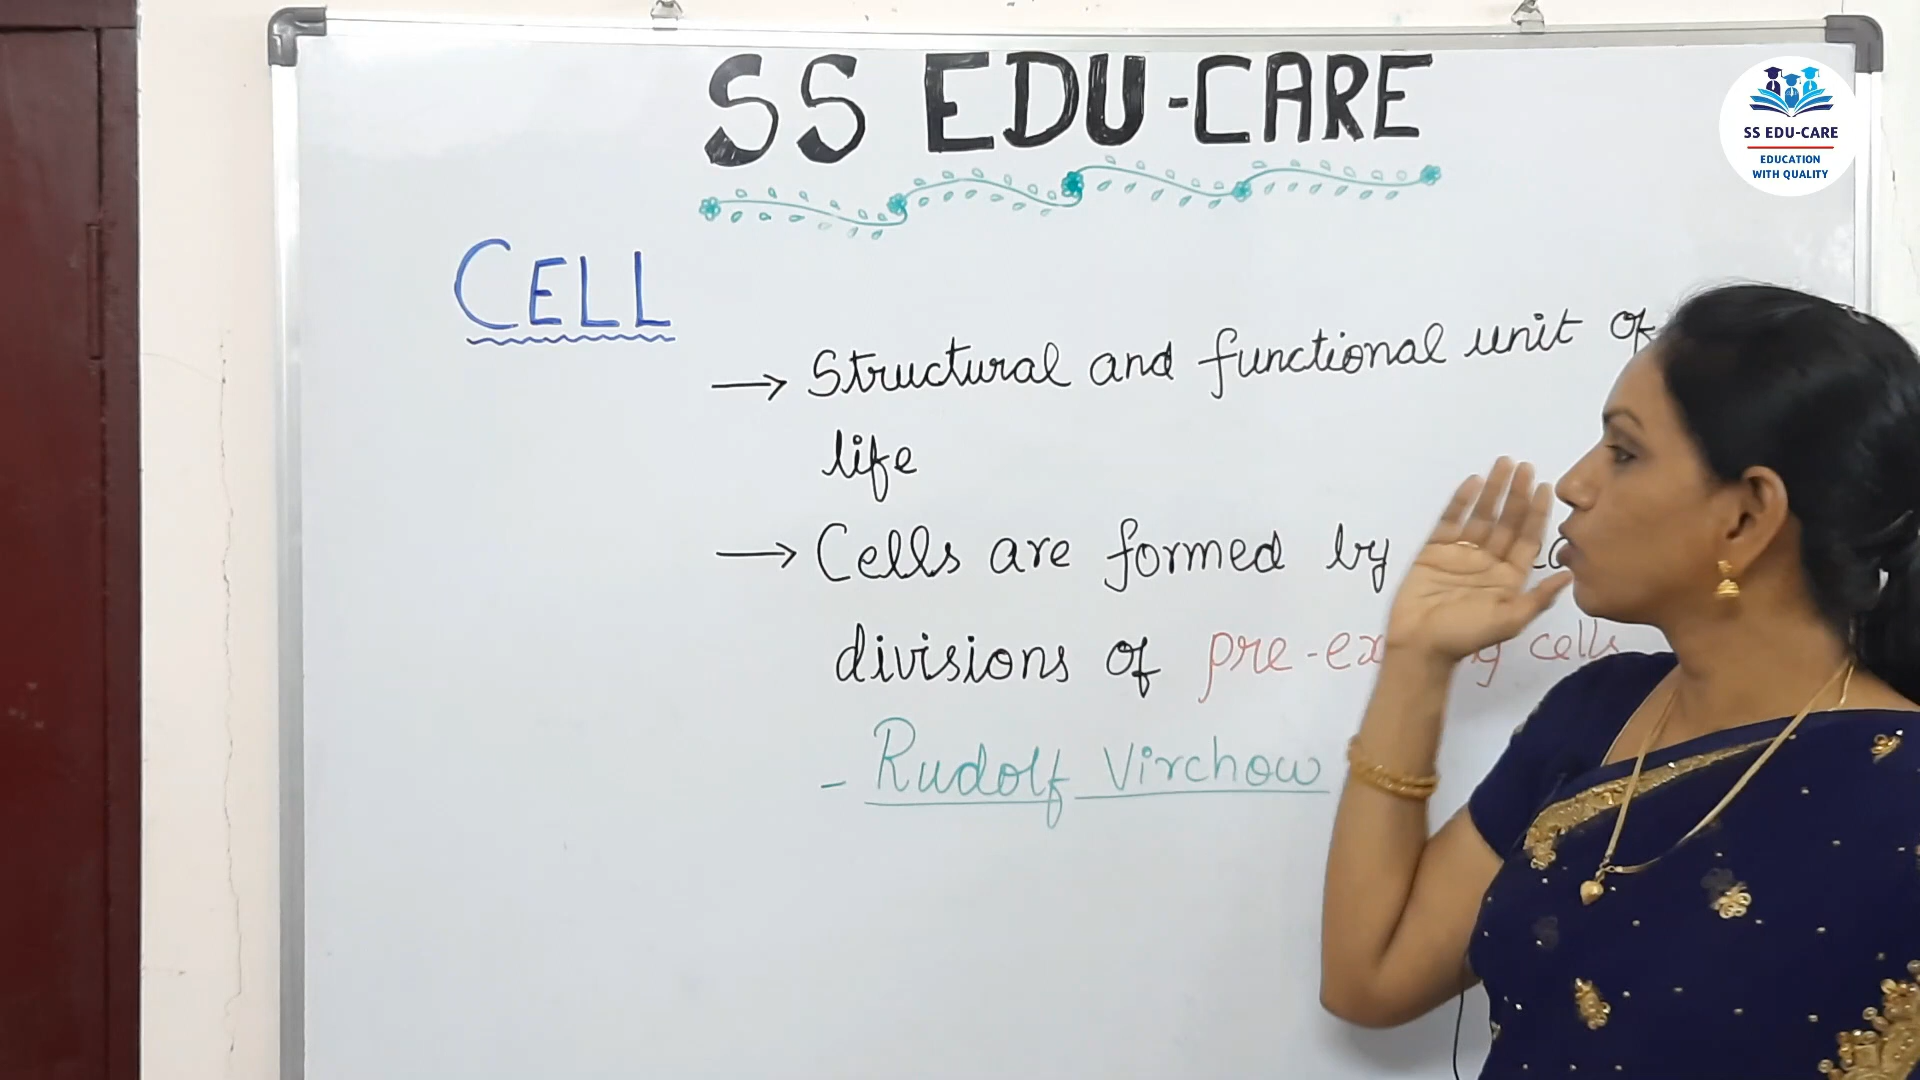 SS EDU-CARE
SS EDU-CARE
EDUCATION
WITH QUALITY
CELL
→ Structural and functional unit of
life
→ Cells are formed by
divisions of cells
- Rudolf Virchow